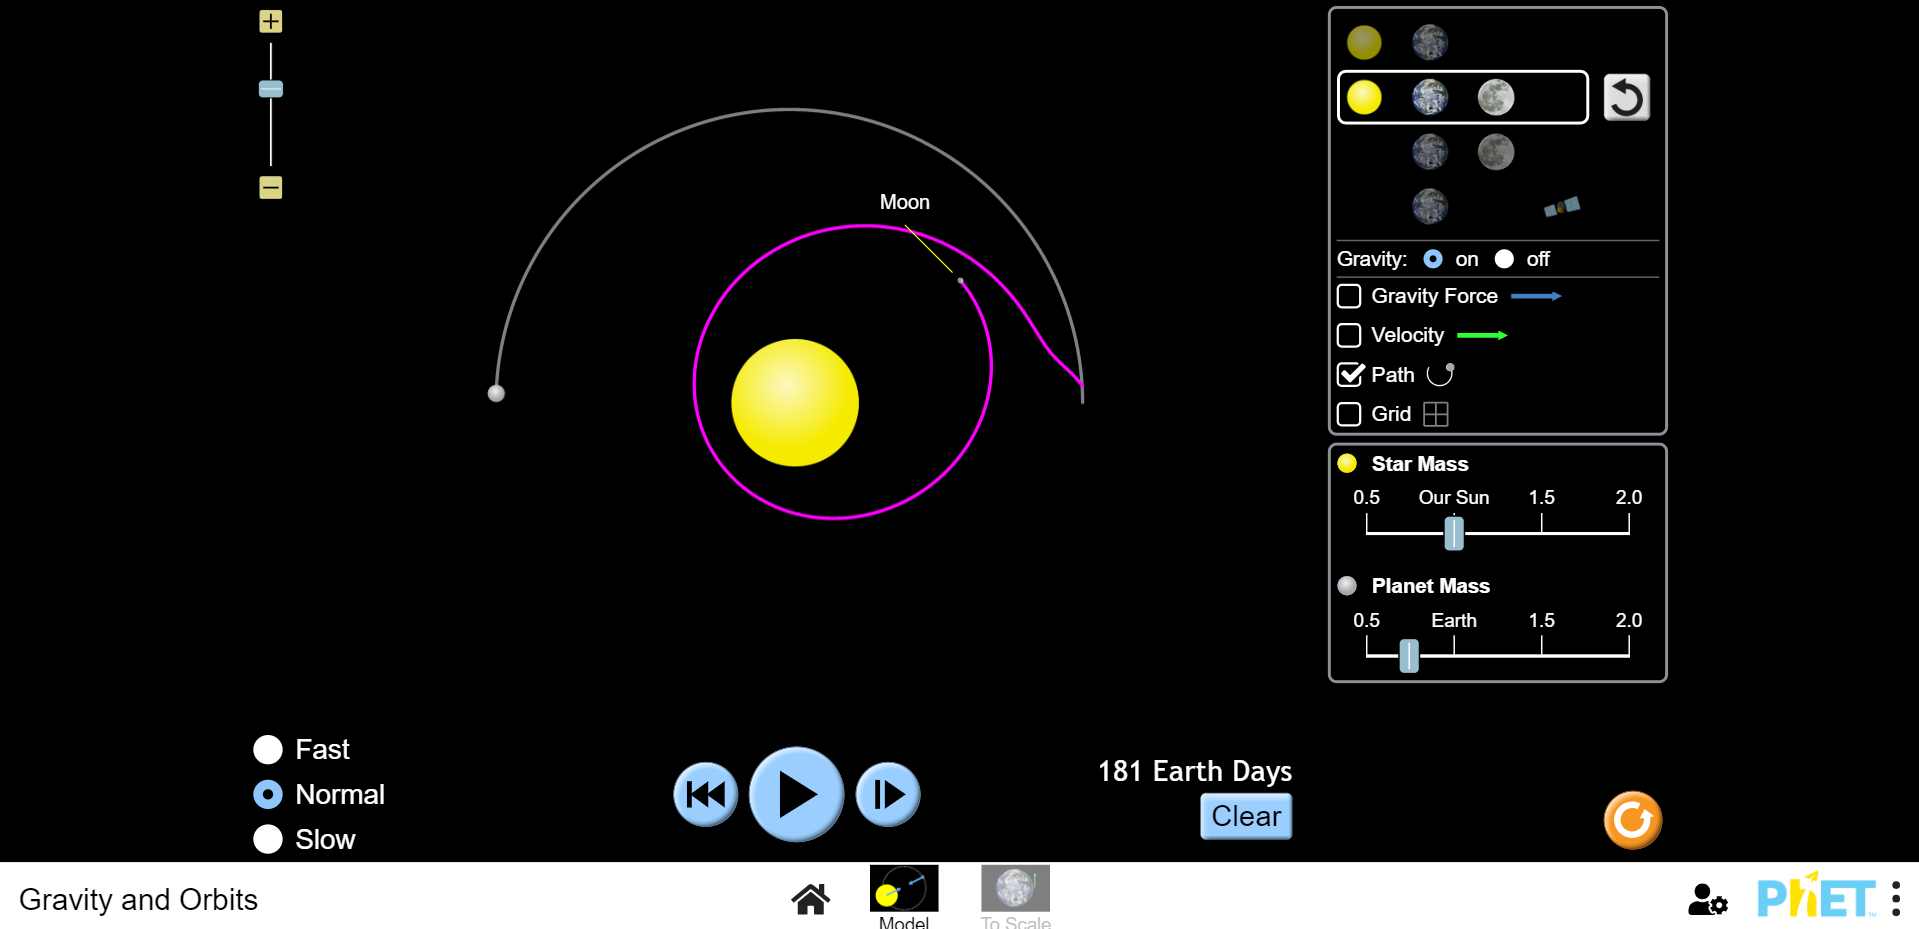 Moon
Gravity: on off
Gravity Force
Velocity
Path
Grid
Star Mass
0.5 Our Sun 1.5 2.0
Planet Mass
0.5 Earth 1.5 2.0
Fast
Normal
Slow
181 Earth Days
Clear
Gravity and Orbits
Model
To Scale
PhET